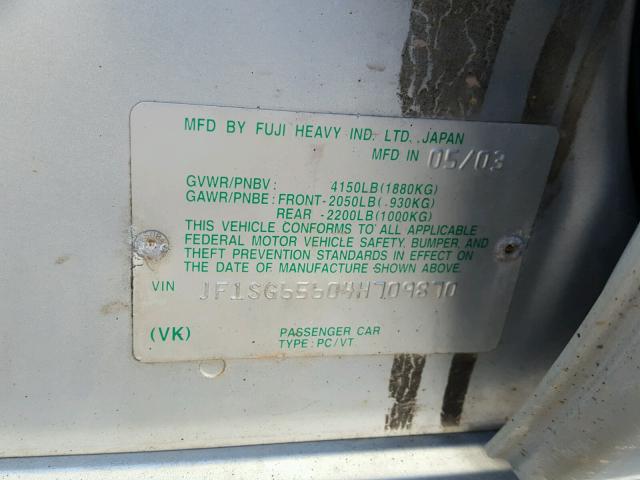 MFD BY FUJI HEAVY IND. LTD., JAPAN
MFD IN 05/03
GVWR/PNBV: 4150LB(1880KG)
GAWR/PNBE: FRONT-2050LB( 930KG)
REAR -2200LB(1000KG)
THIS VEHICLE CONFORMS TO ALL APPLICABLE
FEDERAL MOTOR VEHICLE SAFETY, BUMPER, AND
THEFT PREVENTION STANDARDS IN EFFECT ON
THE DATE OF MANUFACTURE SHOWN ABOVE.
VIN JF1SG65604H709870
(VK) PASSENGER CAR
TYPE: PC/VT